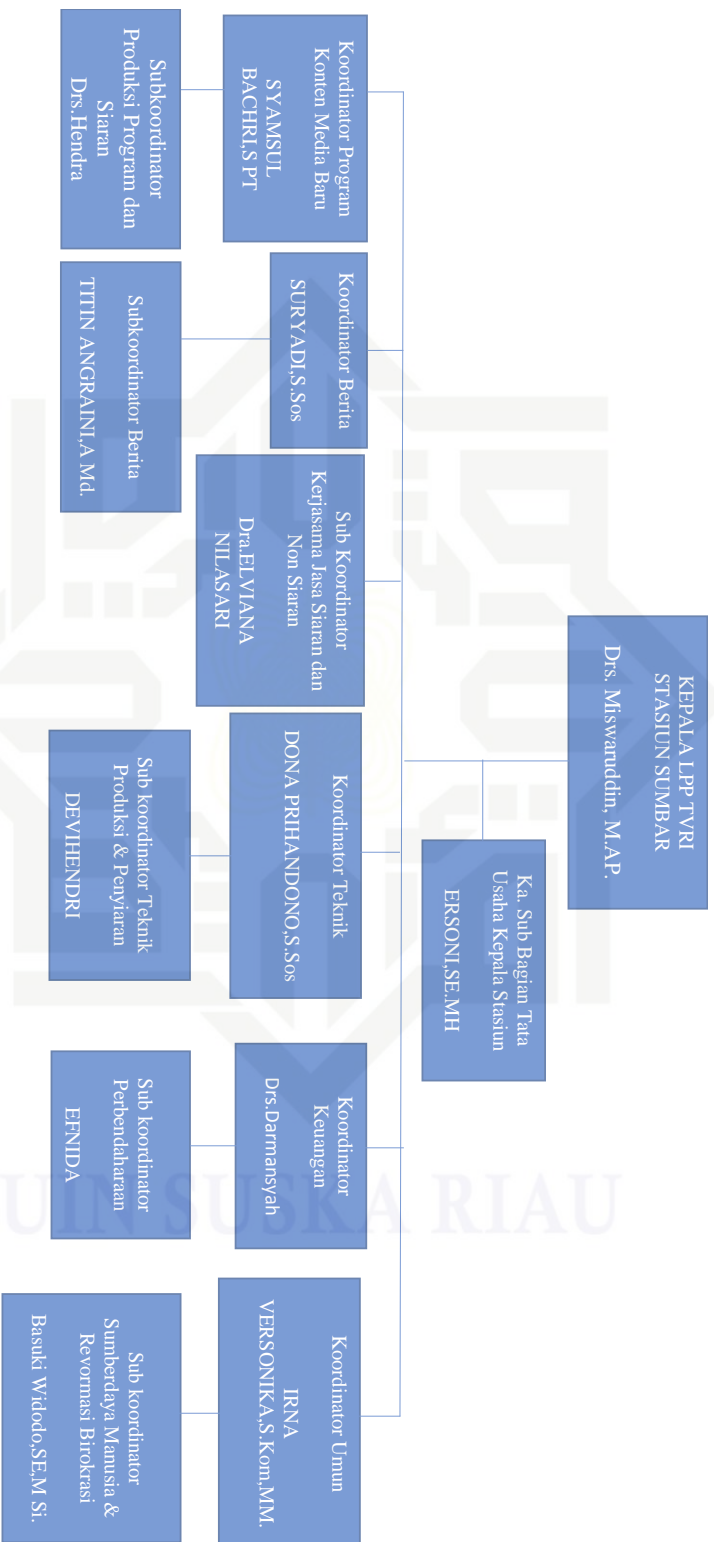 KEPALA LPP TVRI
STASIUN SUMBAR
Drs. Miswaruddin, M.AP.
Ka. Sub Bagian Tata
Usaha Kepala Stasiun
ERSONI,SE.MH
Koordinator Program
Konten Media Baru
SYAMSUL
BACHRI,S PT
Koordinator Berita
SURYADI,S.Sos
Sub Koordinator
Kerjasama Jasa Siaran dan
Non Siaran
Dra.ELVIANA
NILASARI
Koordinator Teknik
DONA PRIHANDONO,S.Sos
Koordinator
Keuangan
Drs.Darmansyah
Koordinator Umun
IRNA
VERSONIKA,S.Kom,MM.
Subkoordinator
Produksi Program dan
Siaran
Drs.Hendra
Subkoordinator Berita
TITIN ANGRAINI,A Md.
Sub koordinator Teknik
Produksi & Penyiaran
DEVIHENDRI
Sub koordinator
Perbendaharaan
EFNIDA
Sub koordinator
Sumberdaya Manusia &
Revormasi Birokrasi
Basuki Widodo,SE,M Si.
UIN SUSKA RIAU